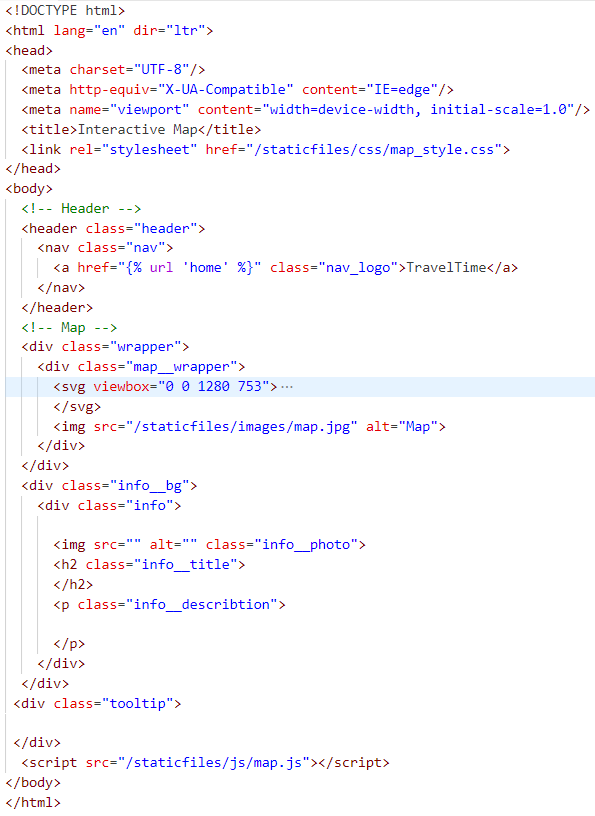 <!DOCTYPE html>
<html lang="en" dir="ltr">
<head>
  <meta charset="UTF-8"/>
  <meta http-equiv="X-UA-Compatible" content="IE=edge"/>
  <meta name="viewport" content="width=device-width, initial-scale=1.0"/>
  <title>Interactive Map</title>
  <link rel="stylesheet" href="/staticfiles/css/map_style.css">
</head>
<body>
  <!-- Header -->
  <header class="header">
    <nav class="nav">
      <a href="{% url 'home' %}" class="nav_logo">TravelTime</a>
    </nav>
  </header>
  <!-- Map -->
  <div class="wrapper">
    <div class="map__wrapper">
      <svg viewbox="0 0 1280 753">···
      </svg>
      <img src="/staticfiles/images/map.jpg" alt="Map">
    </div>
  </div>
  <div class="info__bg">
    <div class="info">
      <img src="" alt="" class="info__photo">
      <h2 class="info__title">
      </h2>
      <p class="info__describtion">
      </p>
    </div>
  </div>
 <div class="tooltip">
 </div>
  <script src="/staticfiles/js/map.js"></script>
</body>
</html>